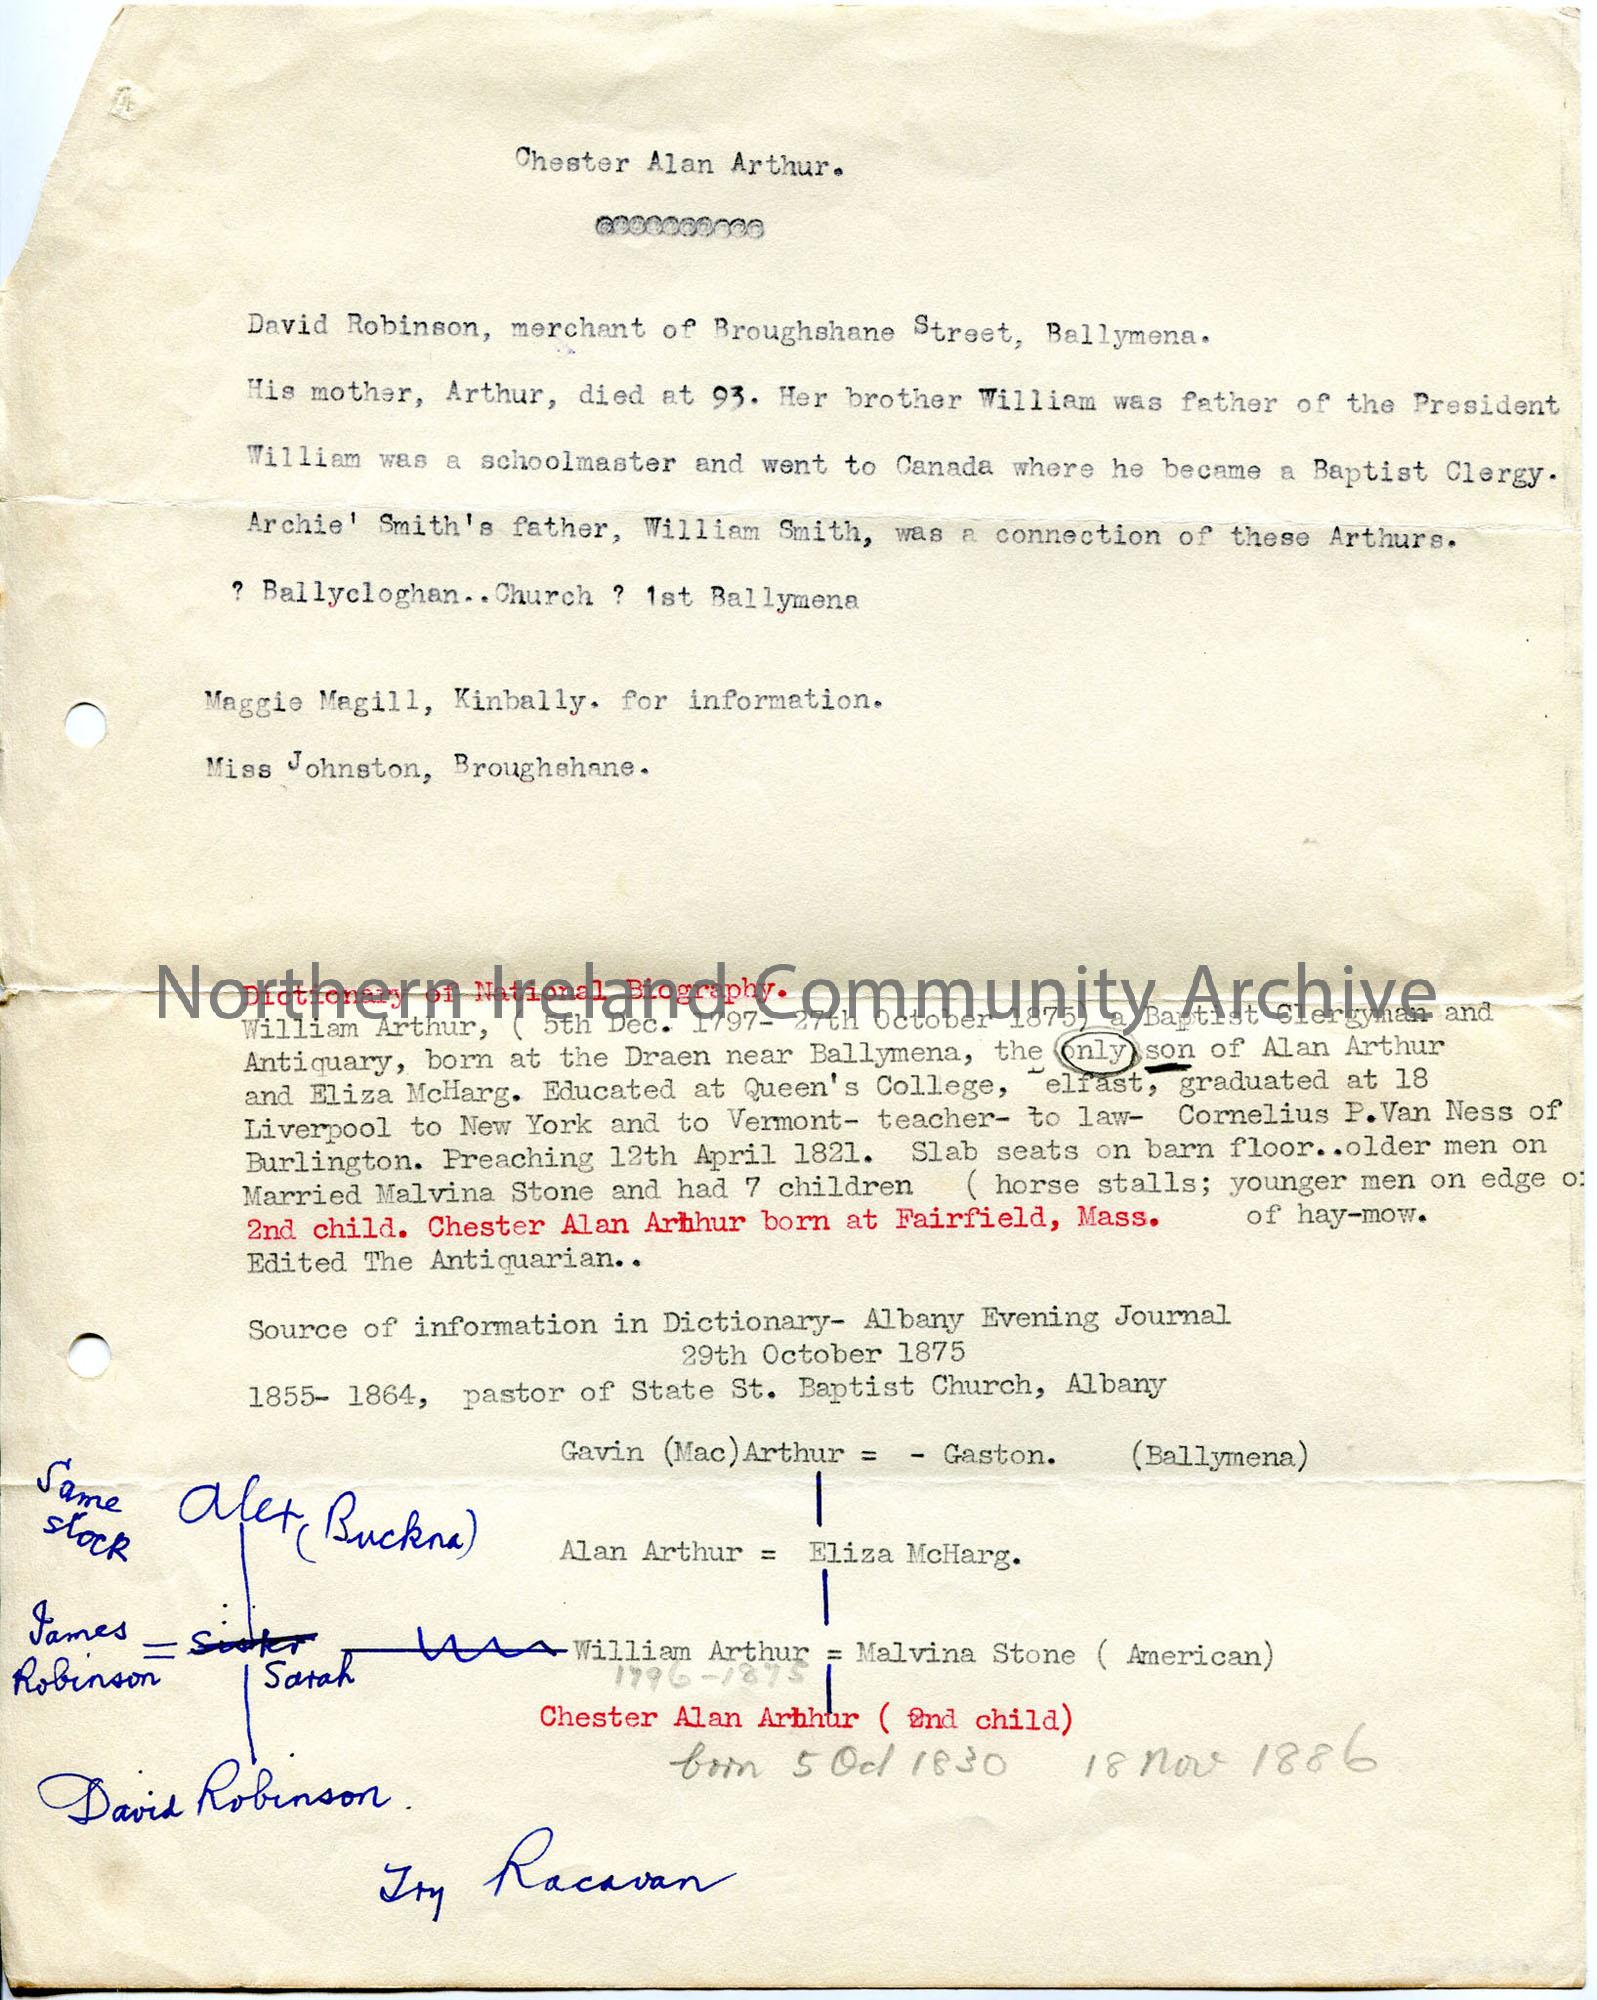 Chester Alan Arthur.
David Robinson, merchant of Broughshane Street, Ballymena.
His mother, Arthur, died at 93. Her brother William was father of the President
William was a schoolmaster and went to Canada where he became a Baptist Clergy.
Archie' Smith's father, William Smith, was a connection of these Arthurs.
? Ballycloghan..Church ? 1st Ballymena
Maggie Magill, Kinbally. for information.
Miss Johnston, Broughshane.
Northern Ireland Community Archive
Dictionary of National Biography.
William Arthur, ( 5th Dec. 1797- 27th October 1875) a Baptist Clergyman and
Antiquary, born at the Draen near Ballymena, the only son of Alan Arthur
and Eliza McHarg. Educated at Queen's College, elfast, graduated at 18
Liverpool to New York and to Vermont- teacher- to law- Cornelius P.Van Ness of
Burlington. Preaching 12th April 1821. Slab seats on barn floor..older men on
Married Malvina Stone and had 7 children ( horse stalls; younger men on edge o
2nd child. Chester Alan Arhhur born at Fairfield, Mass. of hay-mow.
Edited The Antiquarian..
Source of information in Dictionary- Albany Evening Journal
29th October 1875
1855- 1864, pastor of State St. Baptist Church, Albany
Gavin (Mac)Arthur = - Gaston. (Ballymena)
Same
stock
Alex (Buckna)
Alan Arthur = Eliza McHarg.
James
Robinson = Sister
Sarah
William Arthur = Malvina Stone ( American)
1796-1875
Chester Alan Arhhur ( 2nd child)
born 5 Oct 1830 18 Nov 1886
David Robinson.
Try Racavan